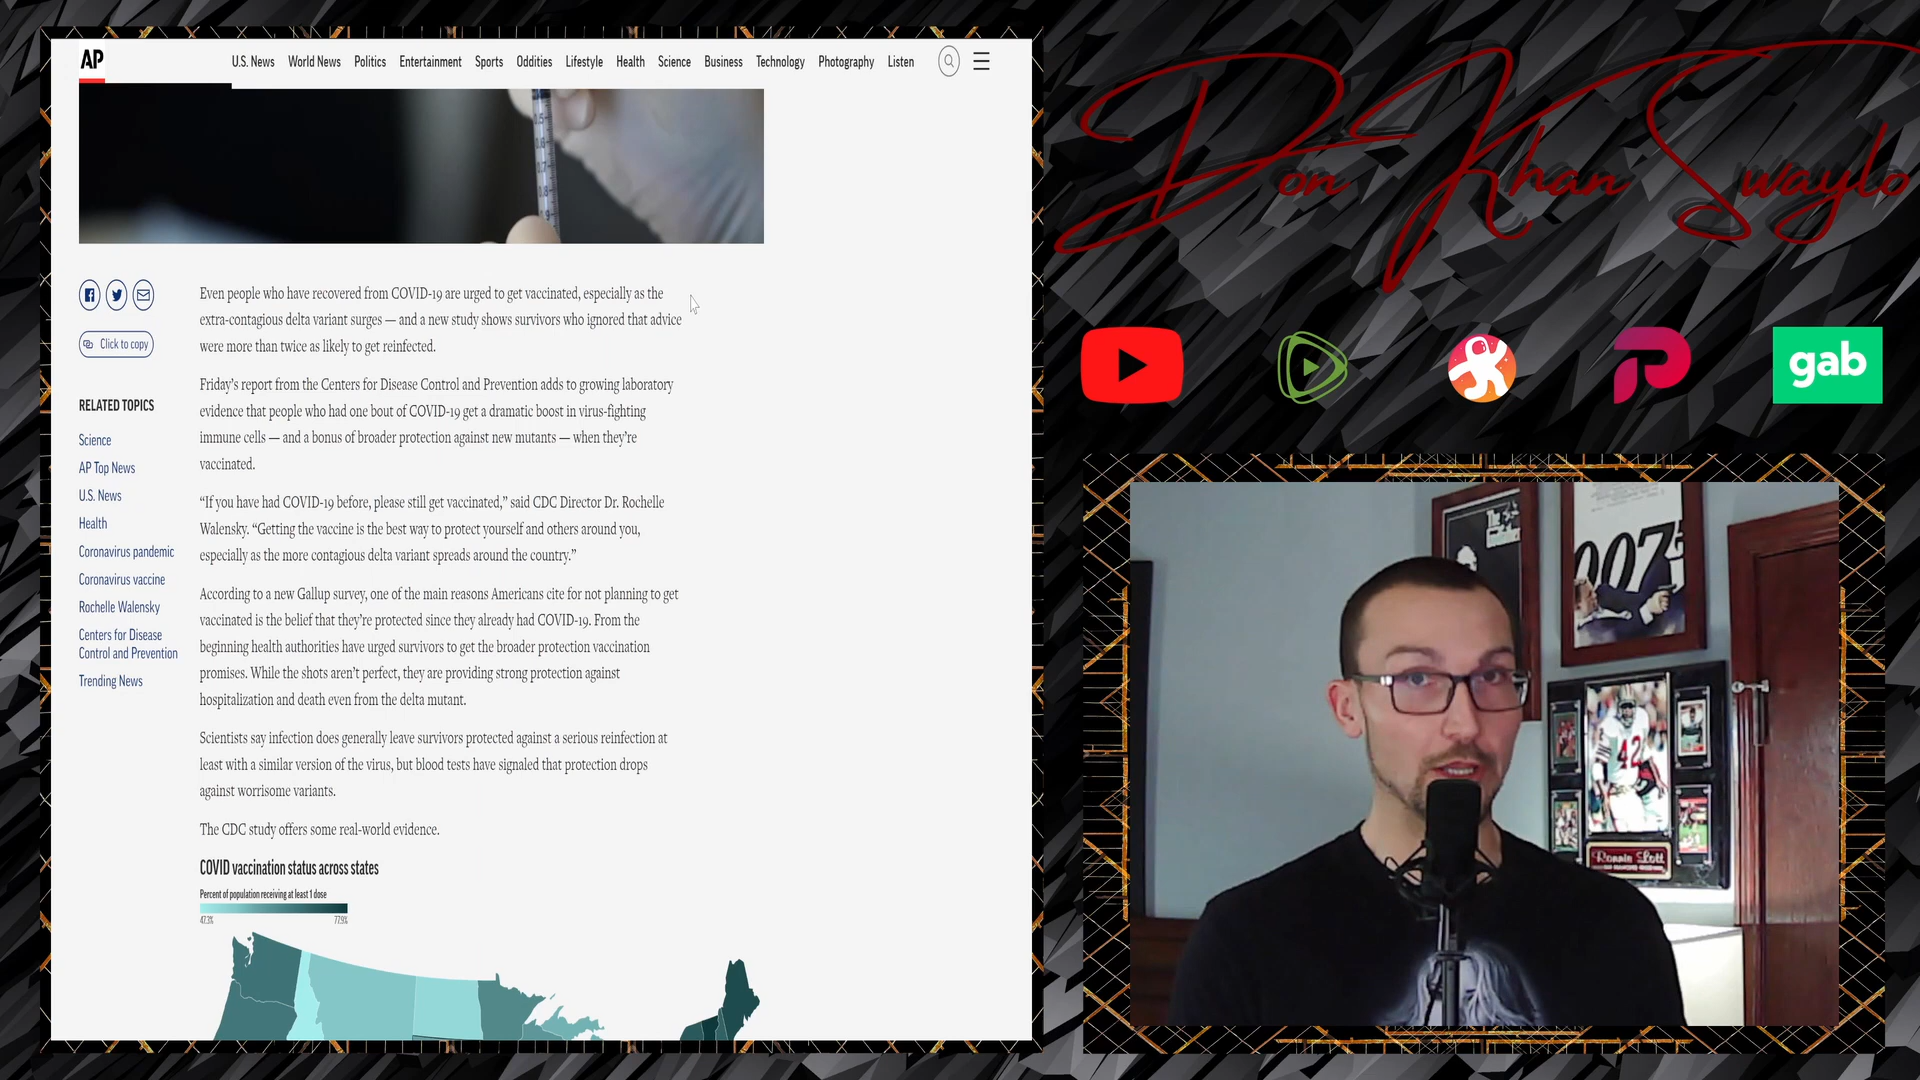 AP
U.S. News World News Politics Entertainment Sports Oddities Lifestyle Health Science Business Technology Photography Listen
Click to copy
RELATED TOPICS
Science
AP Top News
U.S. News
Health
Coronavirus pandemic
Coronavirus vaccine
Rochelle Walensky
Centers for Disease
Control and Prevention
Trending News
Even people who have recovered from COVID-19 are urged to get vaccinated, especially as the
extra-contagious delta variant surges — and a new study shows survivors who ignored that advice
were more than twice as likely to get reinfected.
Friday’s report from the Centers for Disease Control and Prevention adds to growing laboratory
evidence that people who had one bout of COVID-19 get a dramatic boost in virus-fighting
immune cells — and a bonus of broader protection against new mutants — when they’re
vaccinated.
“If you have had COVID-19 before, please still get vaccinated,” said CDC Director Dr. Rochelle
Walensky. “Getting the vaccine is the best way to protect yourself and others around you,
especially as the more contagious delta variant spreads around the country.”
According to a new Gallup survey, one of the main reasons Americans cite for not planning to get
vaccinated is the belief that they’re protected since they already had COVID-19. From the
beginning health authorities have urged survivors to get the broader protection vaccination
promises. While the shots aren’t perfect, they are providing strong protection against
hospitalization and death even from the delta mutant.
Scientists say infection does generally leave survivors protected against a serious reinfection at
least with a similar version of the virus, but blood tests have signaled that protection drops
against worrisome variants.
The CDC study offers some real-world evidence.
COVID vaccination status across states
Percent of population receiving at least 1 dose
47.3% 77.9%
Don Khan Swaylo
gab
007
42
Ronnie Lott